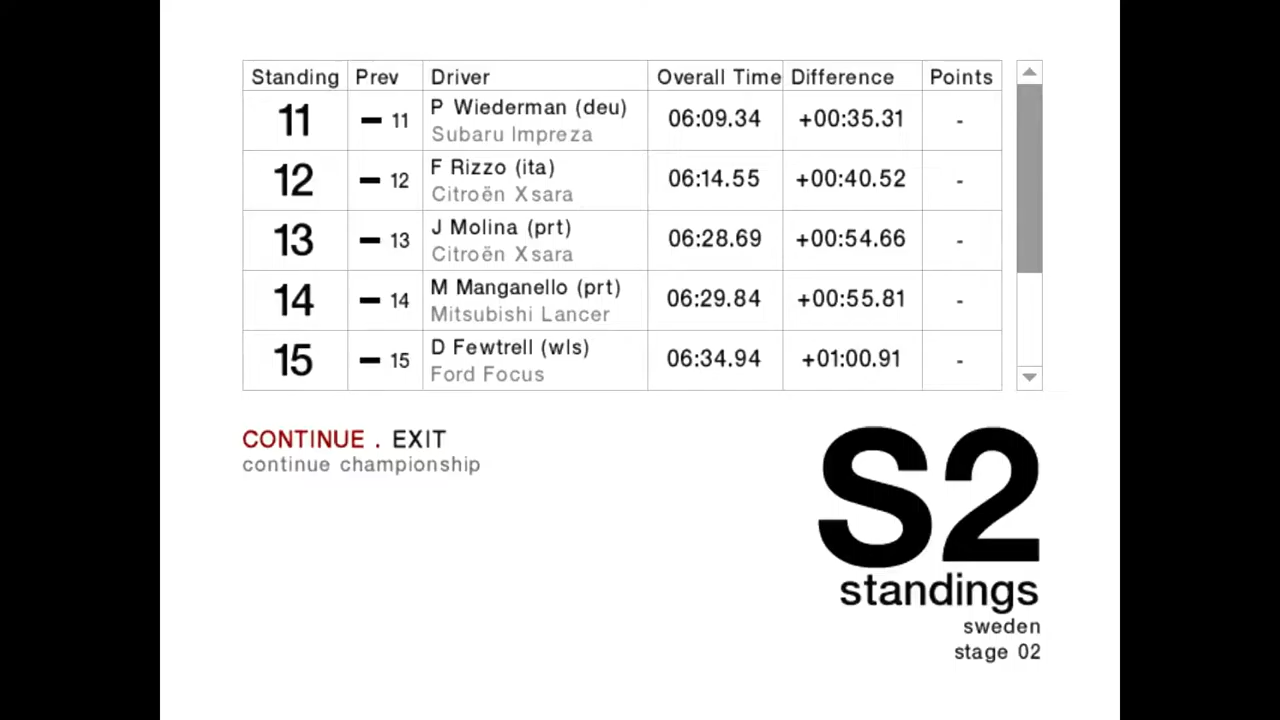 Standing Prev Driver Overall Time Difference Points
11 – 11 P Wiederman (deu) 06:09.34 +00:35.31 -
Subaru Impreza
12 – 12 F Rizzo (ita) 06:14.55 +00:40.52 -
Citroën Xsara
13 – 13 J Molina (prt) 06:28.69 +00:54.66 -
Citroën Xsara
14 – 14 M Manganello (prt) 06:29.84 +00:55.81 -
Mitsubishi Lancer
15 – 15 D Fewtrell (wls) 06:34.94 +01:00.91 -
Ford Focus
CONTINUE . EXIT
continue championship
S2
standings
sweden
stage 02